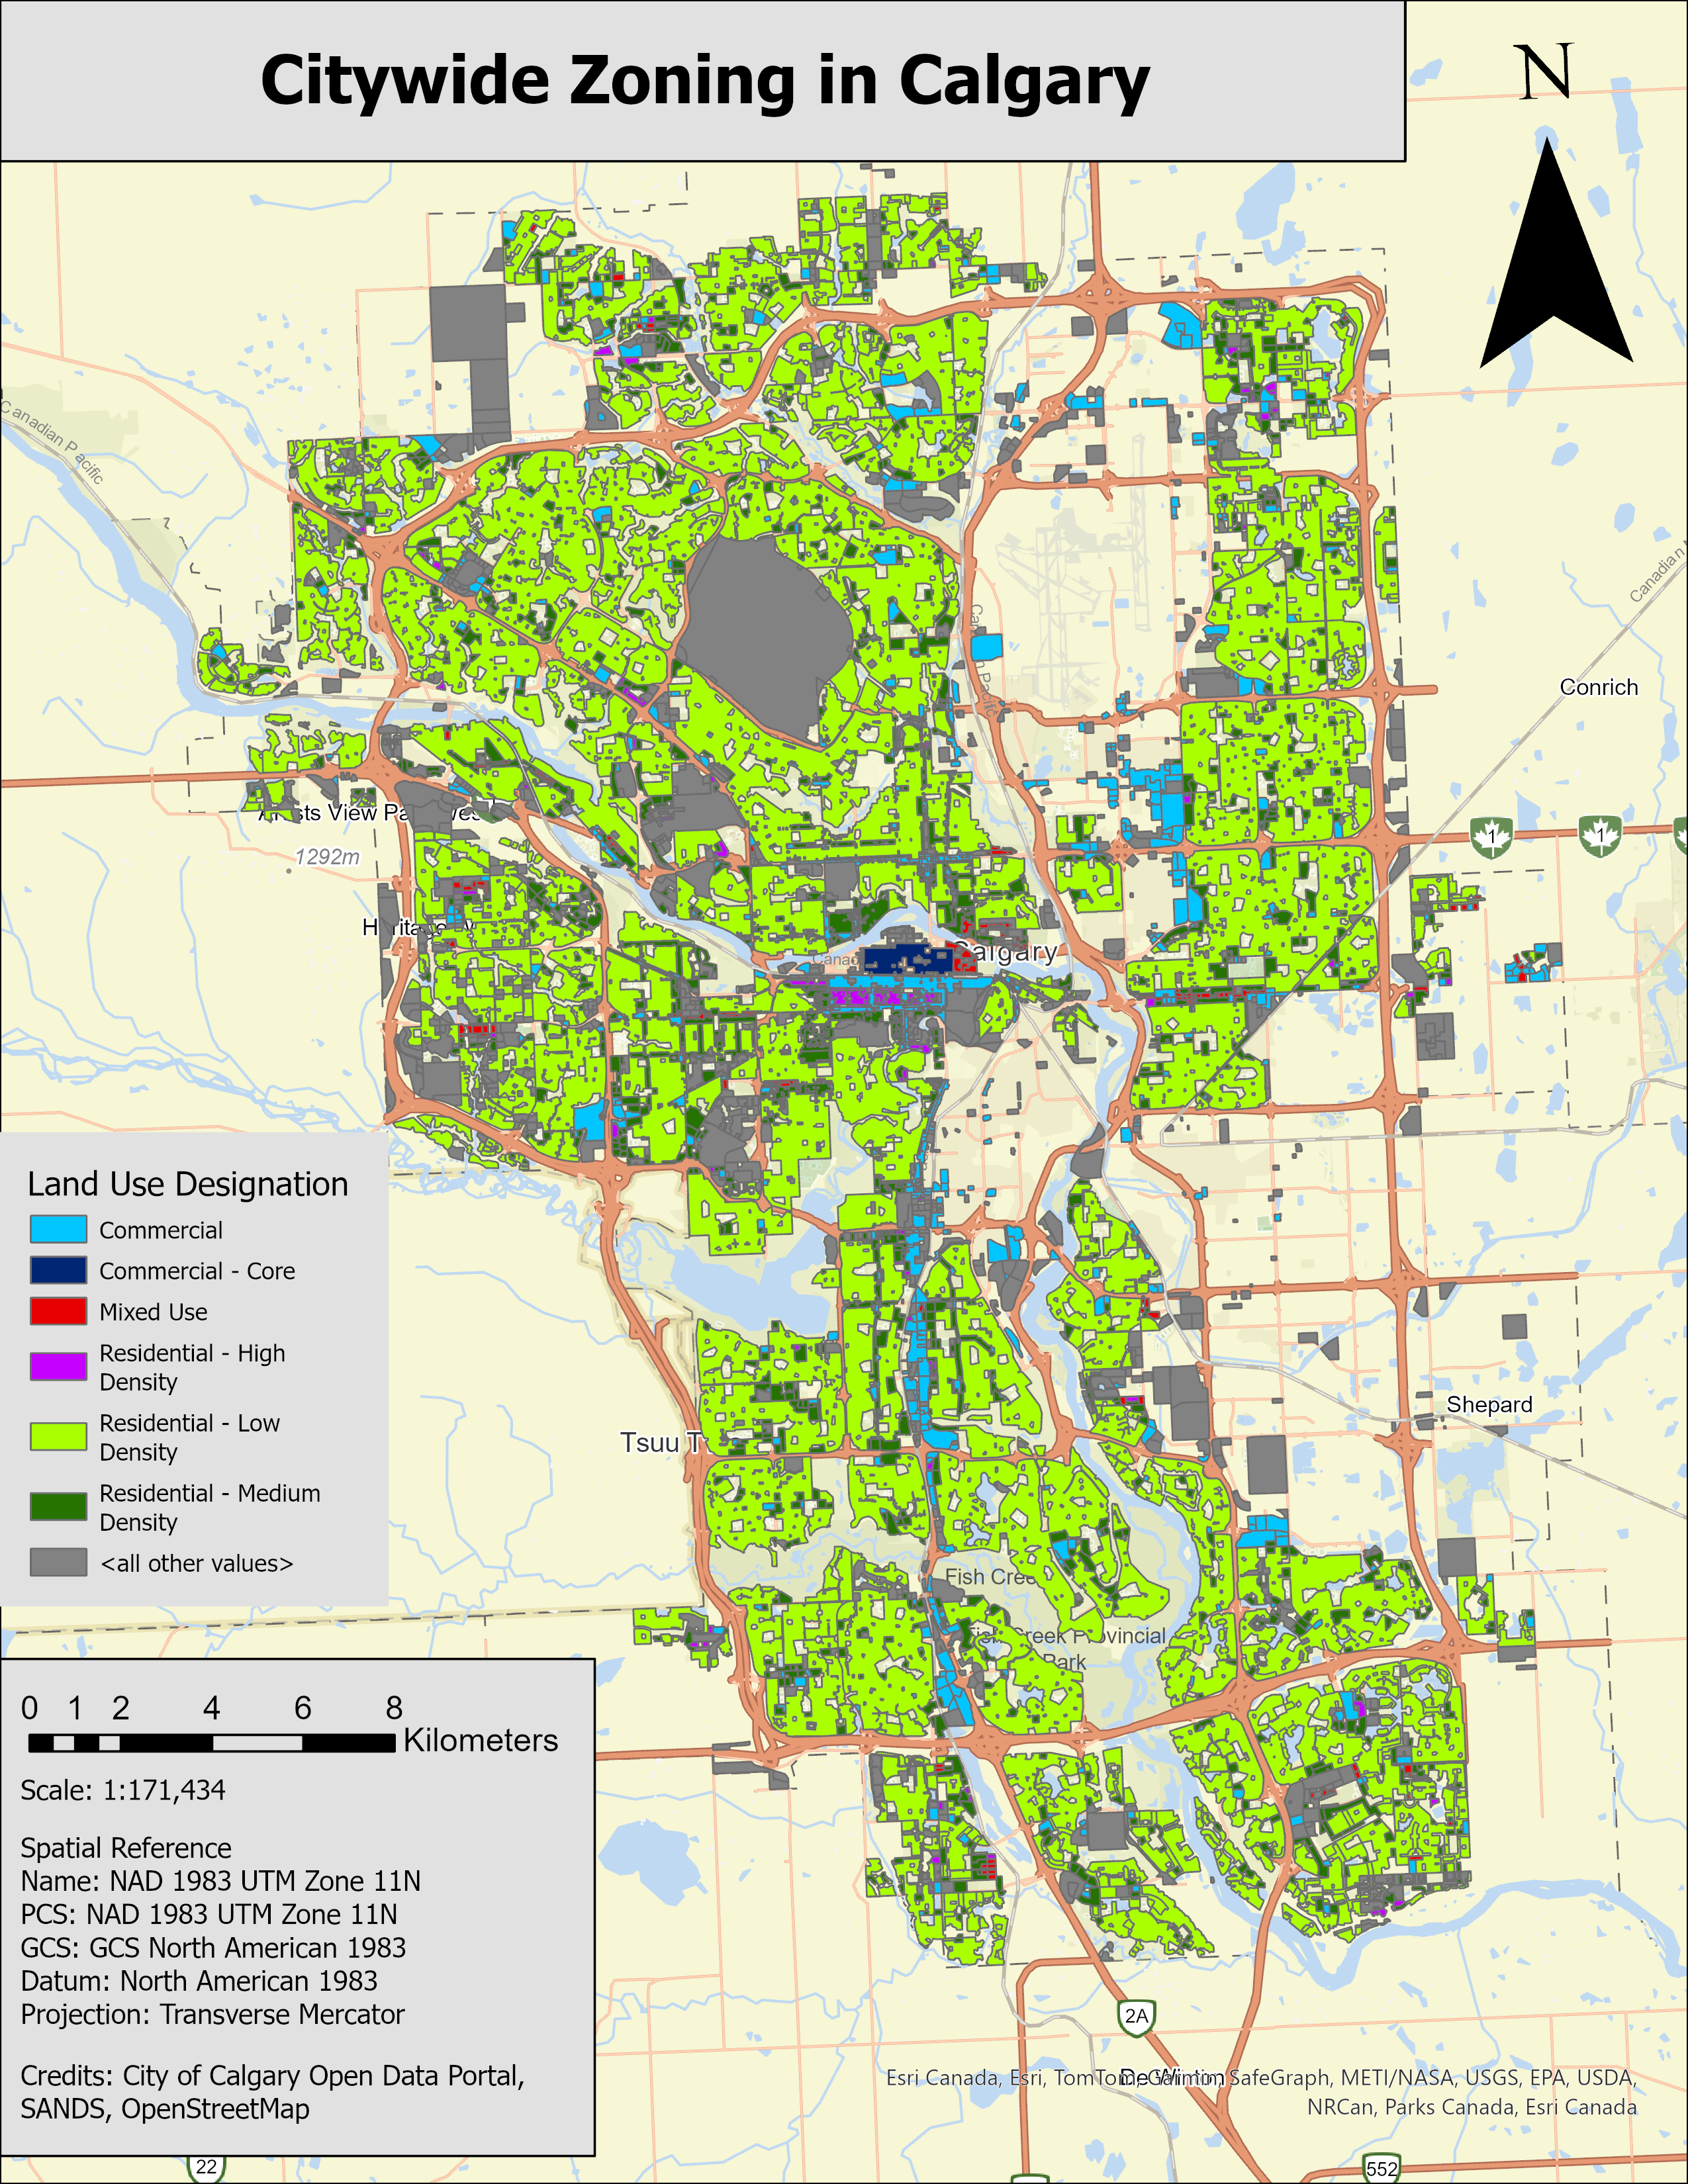 Citywide Zoning in Calgary
N
Canadian Pacific
Canadian
Conrich
1
1
1292m
Calgary
Land Use Designation
Commercial
Commercial - Core
Mixed Use
Residential - High
Density
Residential - Low
Density
Residential - Medium
Density
<all other values>
Tsuu T
Shepard
Fish Cree
Fish Creek Provincial
Park
0 1 2 4 6 8
Kilometers
Scale: 1:171,434
Spatial Reference
Name: NAD 1983 UTM Zone 11N
PCS: NAD 1983 UTM Zone 11N
GCS: GCS North American 1983
Datum: North American 1983
Projection: Transverse Mercator
Credits: City of Calgary Open Data Portal,
SANDS, OpenStreetMap
2A
De Winton
Esri Canada, Esri, TomTom, Garmin, SafeGraph, METI/NASA, USGS, EPA, USDA,
NRCan, Parks Canada, Esri Canada
22
552